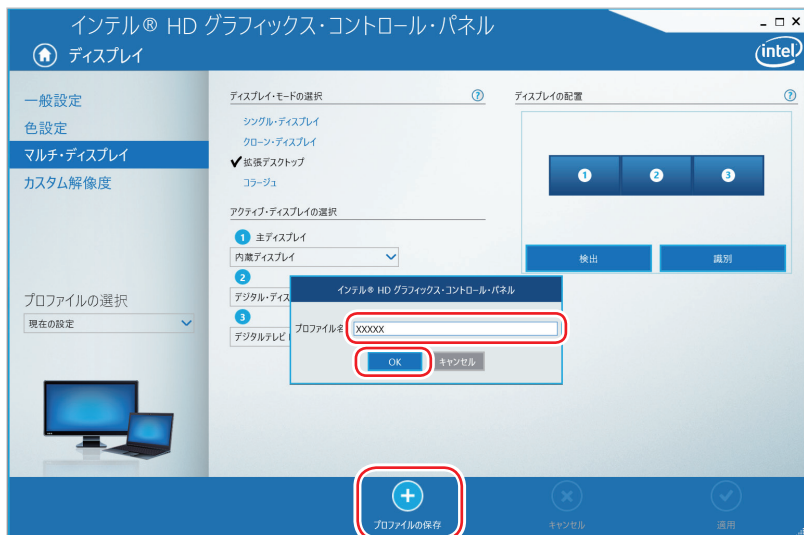 インテル® HD グラフィックス・コントロール・パネル
ディスプレイ
intel
一般設定
色設定
マルチ・ディスプレイ
カスタム解像度
プロファイルの選択
現在の設定
ディスプレイ・モードの選択
?
シングル・ディスプレイ
クローン・ディスプレイ
✔拡張デスクトップ
コラージュ
アクティブ・ディスプレイの選択
1 主ディスプレイ
内蔵ディスプレイ
2
デジタル・ディス
3
デジタルテレビ
ディスプレイの配置
?
1 2 3
検出 識別
インテル® HD グラフィックス・コントロール・パネル
プロファイル名 XXXXX
OK キャンセル
プロファイルの保存
キャンセル
適用